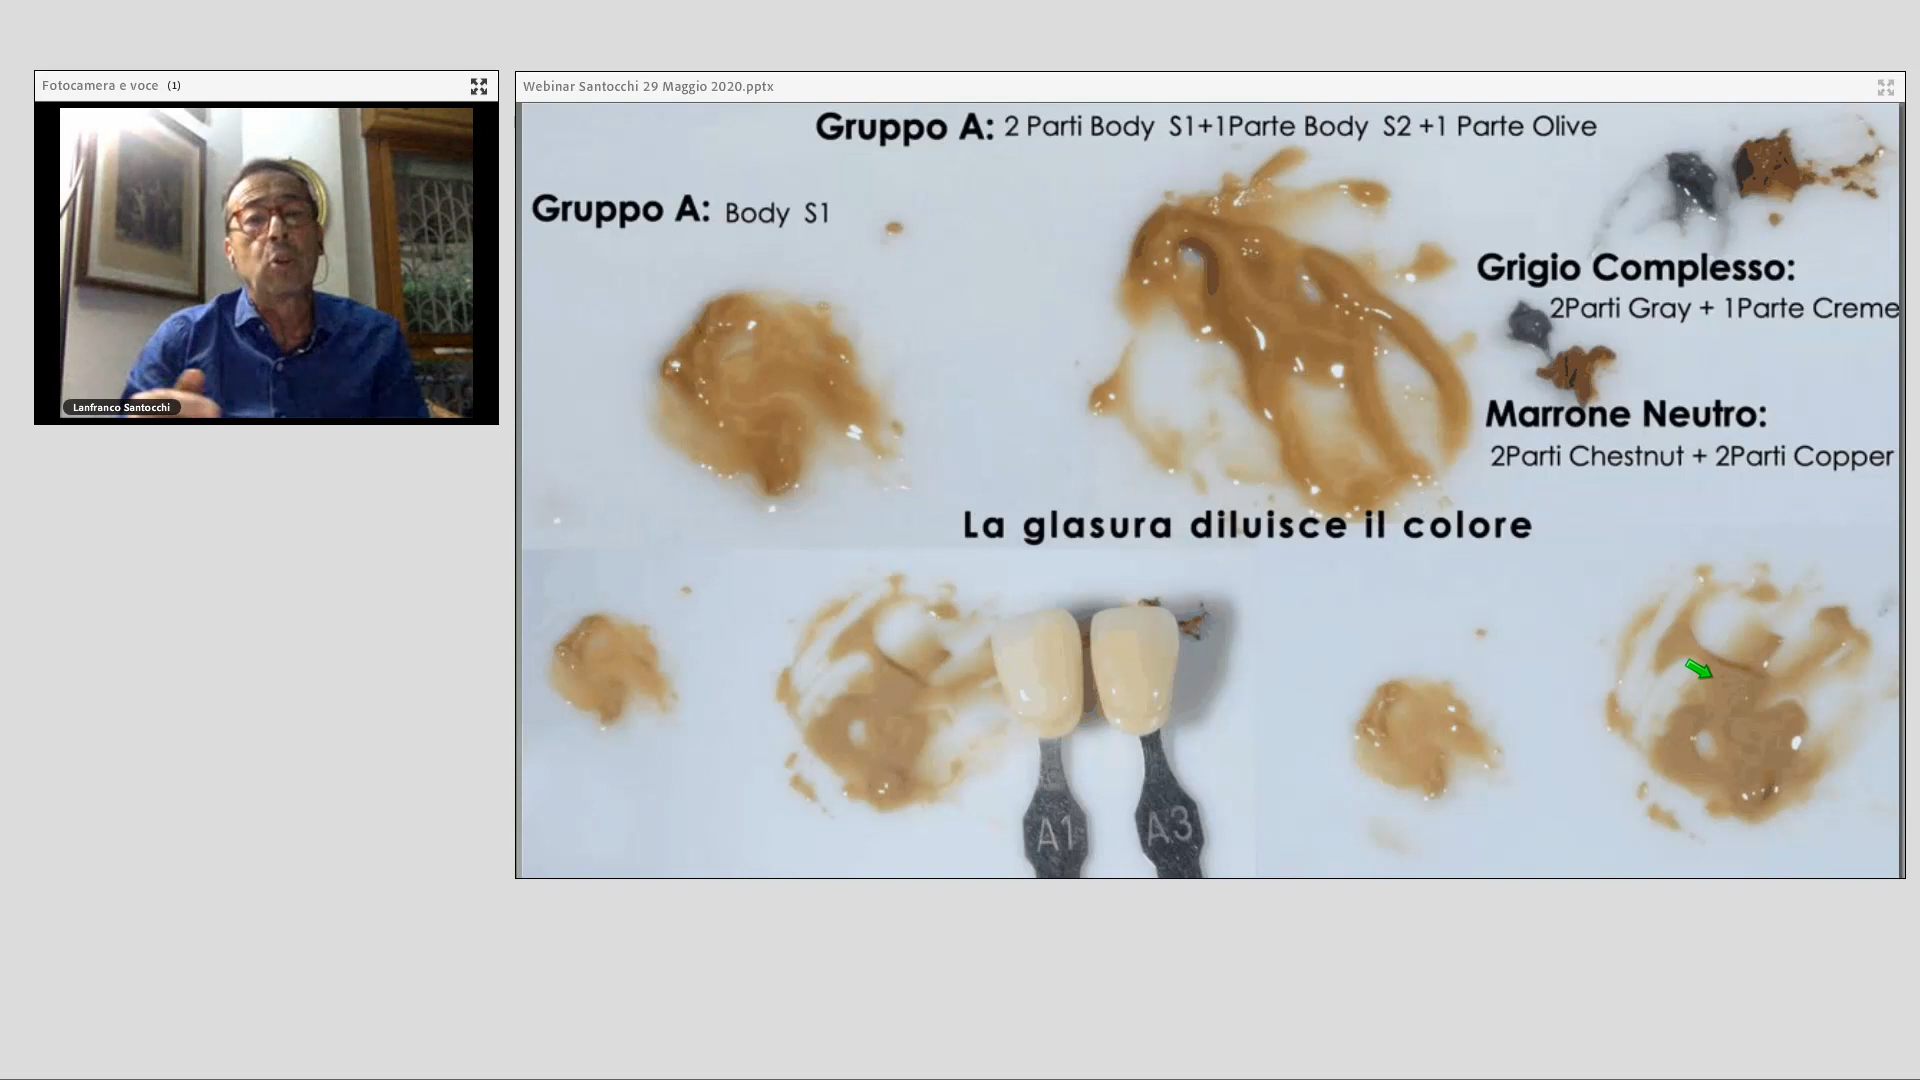 Fotocamera e voce (1)
Lanfranco Santocchi
Webinar Santocchi 29 Maggio 2020.pptx
Gruppo A: 2 Parti Body S1+1Parte Body S2 +1 Parte Olive
Gruppo A: Body S1
Grigio Complesso:
2Parti Gray + 1Parte Creme
Marrone Neutro:
2Parti Chestnut + 2Parti Copper
La glasura diluisce il colore
A1
A3